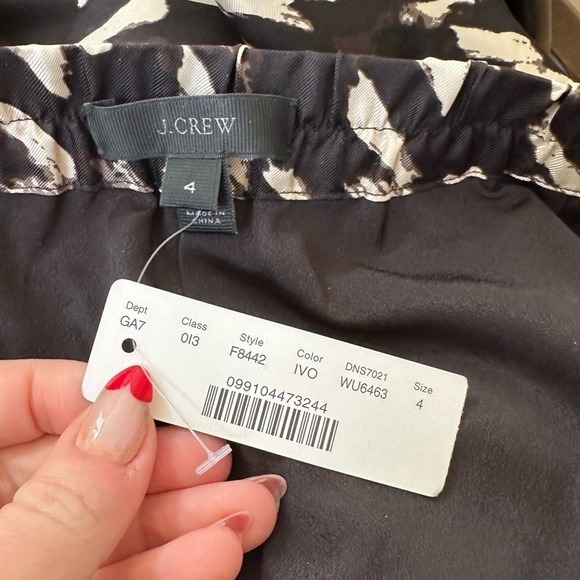 J.CREW
4
MADE IN
CHINA
Dept Class Style Color DNS7021 Size
GA7 013 F8442 IVO WU6463 4
099104473244